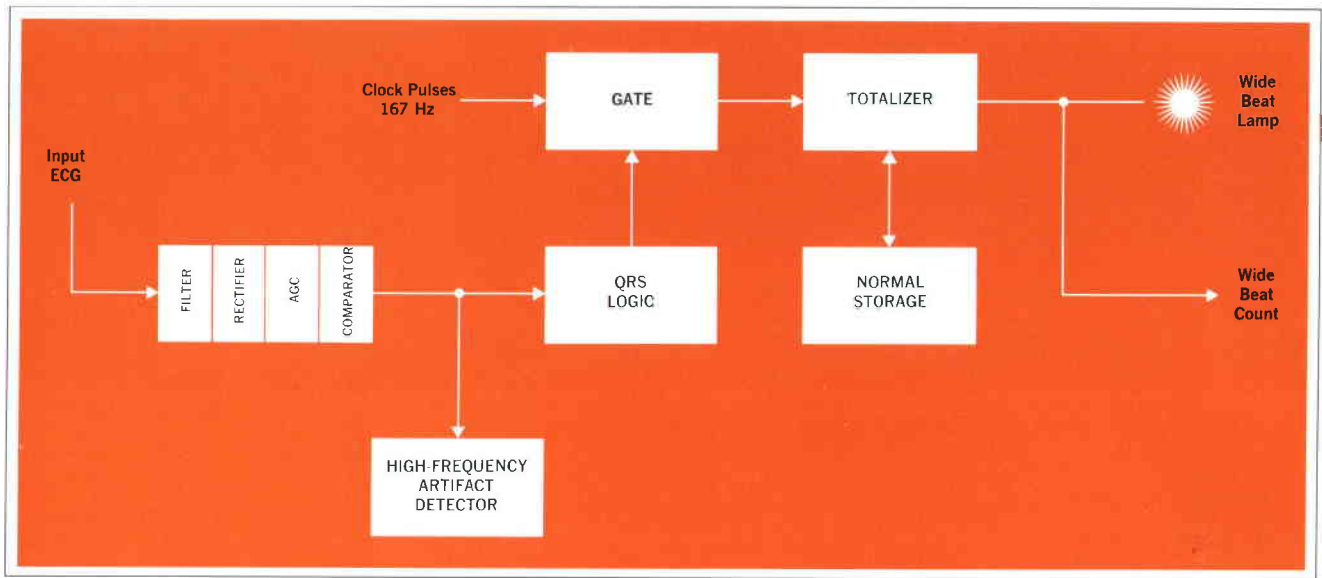 Clock Pulses
167 Hz
GATE
TOTALIZER
Wide
Beat
Lamp
Input
ECG
FILTER
RECTIFIER
AGC
COMPARATOR
QRS
LOGIC
NORMAL
STORAGE
Wide
Beat
Count
HIGH-FREQUENCY
ARTIFACT
DETECTOR